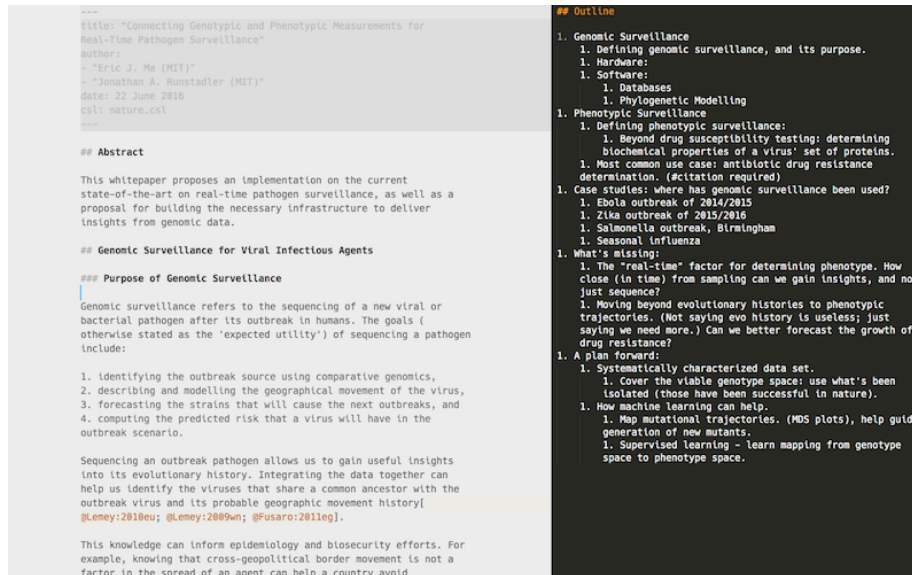 ---
title: "Connecting Genotypic and Phenotypic Measurements for
Real-Time Pathogen Surveillance"
author:
- "Eric J. Ma (MIT)"
- "Jonathan A. Runstadler (MIT)"
date: 22 June 2016
csl: nature.csl
---
## Abstract
This whitepaper proposes an implementation on the current
state-of-the-art on real-time pathogen surveillance, as well as a
proposal for building the necessary infrastructure to deliver
insights from genomic data.
## Genomic Surveillance for Viral Infectious Agents
### Purpose of Genomic Surveillance
Genomic surveillance refers to the sequencing of a new viral or
bacterial pathogen after its outbreak in humans. The goals (
otherwise stated as the 'expected utility') of sequencing a pathogen
include:
1. identifying the outbreak source using comparative genomics,
2. describing and modelling the geographical movement of the virus,
3. forecasting the strains that will cause the next outbreaks, and
4. computing the predicted risk that a virus will have in the
outbreak scenario.
Sequencing an outbreak pathogen allows us to gain useful insights
into its evolutionary history. Integrating the data together can
help us identify the viruses that share a common ancestor with the
outbreak virus and its probable geographic movement history[
@Lemey:2010eu; @Lemey:2009wn; @Fusaro:2011eg].
This knowledge can inform epidemiology and biosecurity efforts. For
example, knowing that cross-geopolitical border movement is not a
factor in the spread of an agent can help a country avoid
## Outline
1. Genomic Surveillance
1. Defining genomic surveillance, and its purpose.
1. Hardware:
1. Software:
1. Databases
1. Phylogenetic Modelling
1. Phenotypic Surveillance
1. Defining phenotypic surveillance:
1. Beyond drug susceptibility testing: determining
biochemical properties of a virus' set of proteins.
1. Most common use case: antibiotic drug resistance
determination. (#citation required)
1. Case studies: where has genomic surveillance been used?
1. Ebola outbreak of 2014/2015
1. Zika outbreak of 2015/2016
1. Salmonella outbreak, Birmingham
1. Seasonal influenza
1. What's missing:
1. The "real-time" factor for determining phenotype. How
close (in time) from sampling can we gain insights, and no
just sequence?
1. Moving beyond evolutionary histories to phenotypic
trajectories. (Not saying evo history is useless; just
saying we need more.) Can we better forecast the growth of
drug resistance?
1. A plan forward:
1. Systematically characterized data set.
1. Cover the viable genotype space: use what's been
isolated (those have been successful in nature).
1. How machine learning can help.
1. Map mutational trajectories. (MDS plots), help guid
generation of new mutants.
1. Supervised learning - learn mapping from genotype
space to phenotype space.